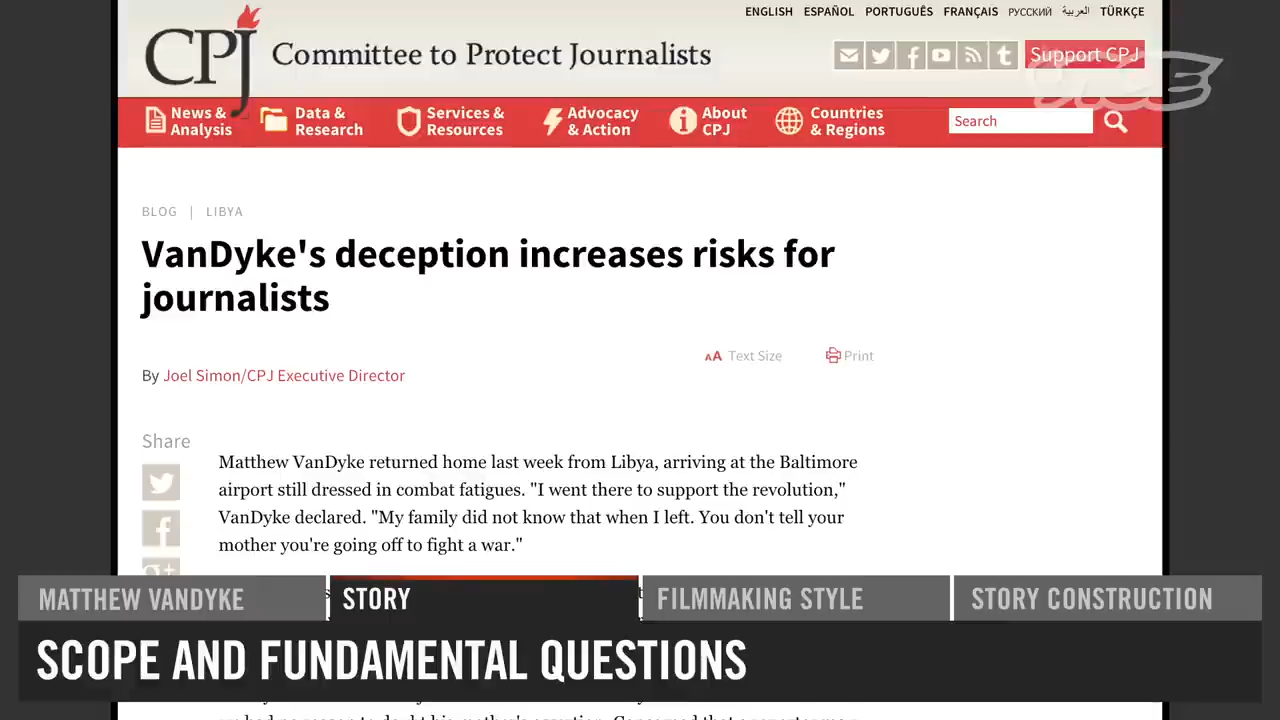 ENGLISH ESPAÑOL PORTUGUÊS FRANÇAIS РУССКИЙ العربية TÜRKÇE
CPJ Committee to Protect Journalists
Support CPJ
VICE
News & Analysis
Data & Research
Services & Resources
Advocacy & Action
About CPJ
Countries & Regions
Search
BLOG | LIBYA
VanDyke's deception increases risks for
journalists
Text Size
Print
By Joel Simon/CPJ Executive Director
Share
Matthew VanDyke returned home last week from Libya, arriving at the Baltimore
airport still dressed in combat fatigues. "I went there to support the revolution,"
VanDyke declared. "My family did not know that when I left. You don't tell your
mother you're going off to fight a war."
MATTHEW VANDYKE
STORY
FILMMAKING STYLE
STORY CONSTRUCTION
SCOPE AND FUNDAMENTAL QUESTIONS